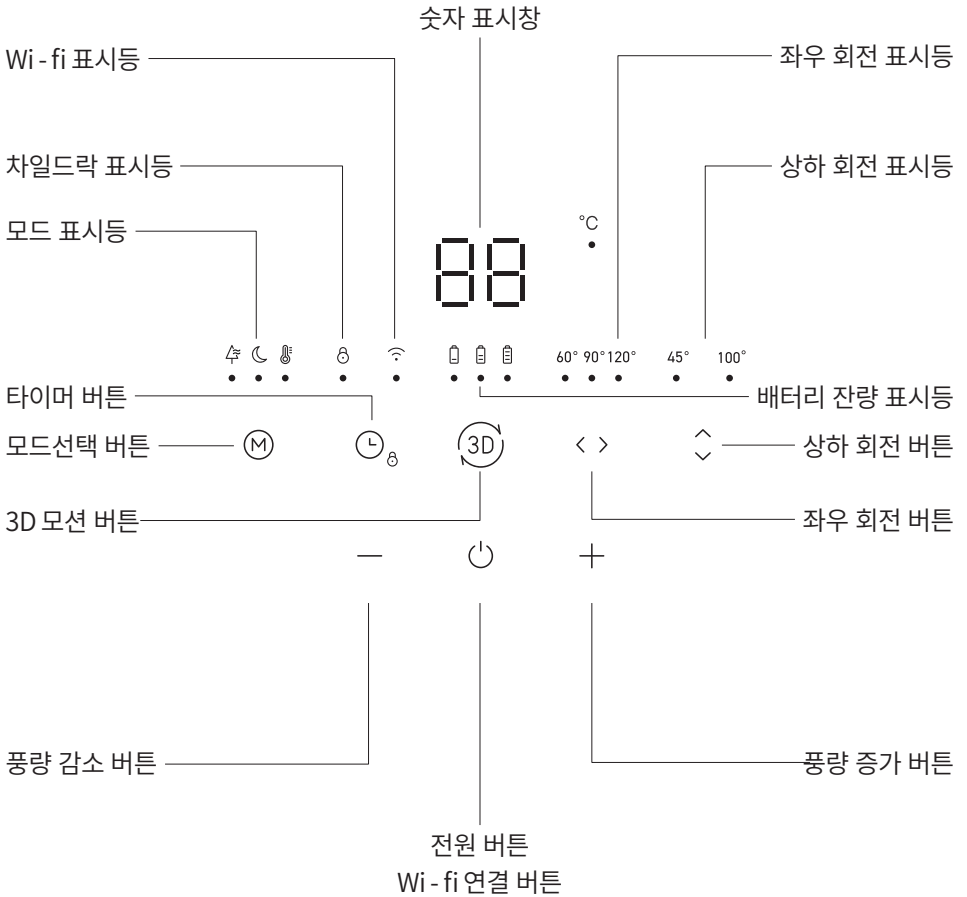 숫자 표시창
Wi-fi 표시등
좌우 회전 표시등
차일드락 표시등
상하 회전 표시등
모드 표시등
°C
88
60° 90° 120° 45° 100°
타이머 버튼
배터리 잔량 표시등
모드선택 버튼
M
3D
상하 회전 버튼
3D 모션 버튼
좌우 회전 버튼
풍량 감소 버튼
풍량 증가 버튼
전원 버튼
Wi-fi 연결 버튼